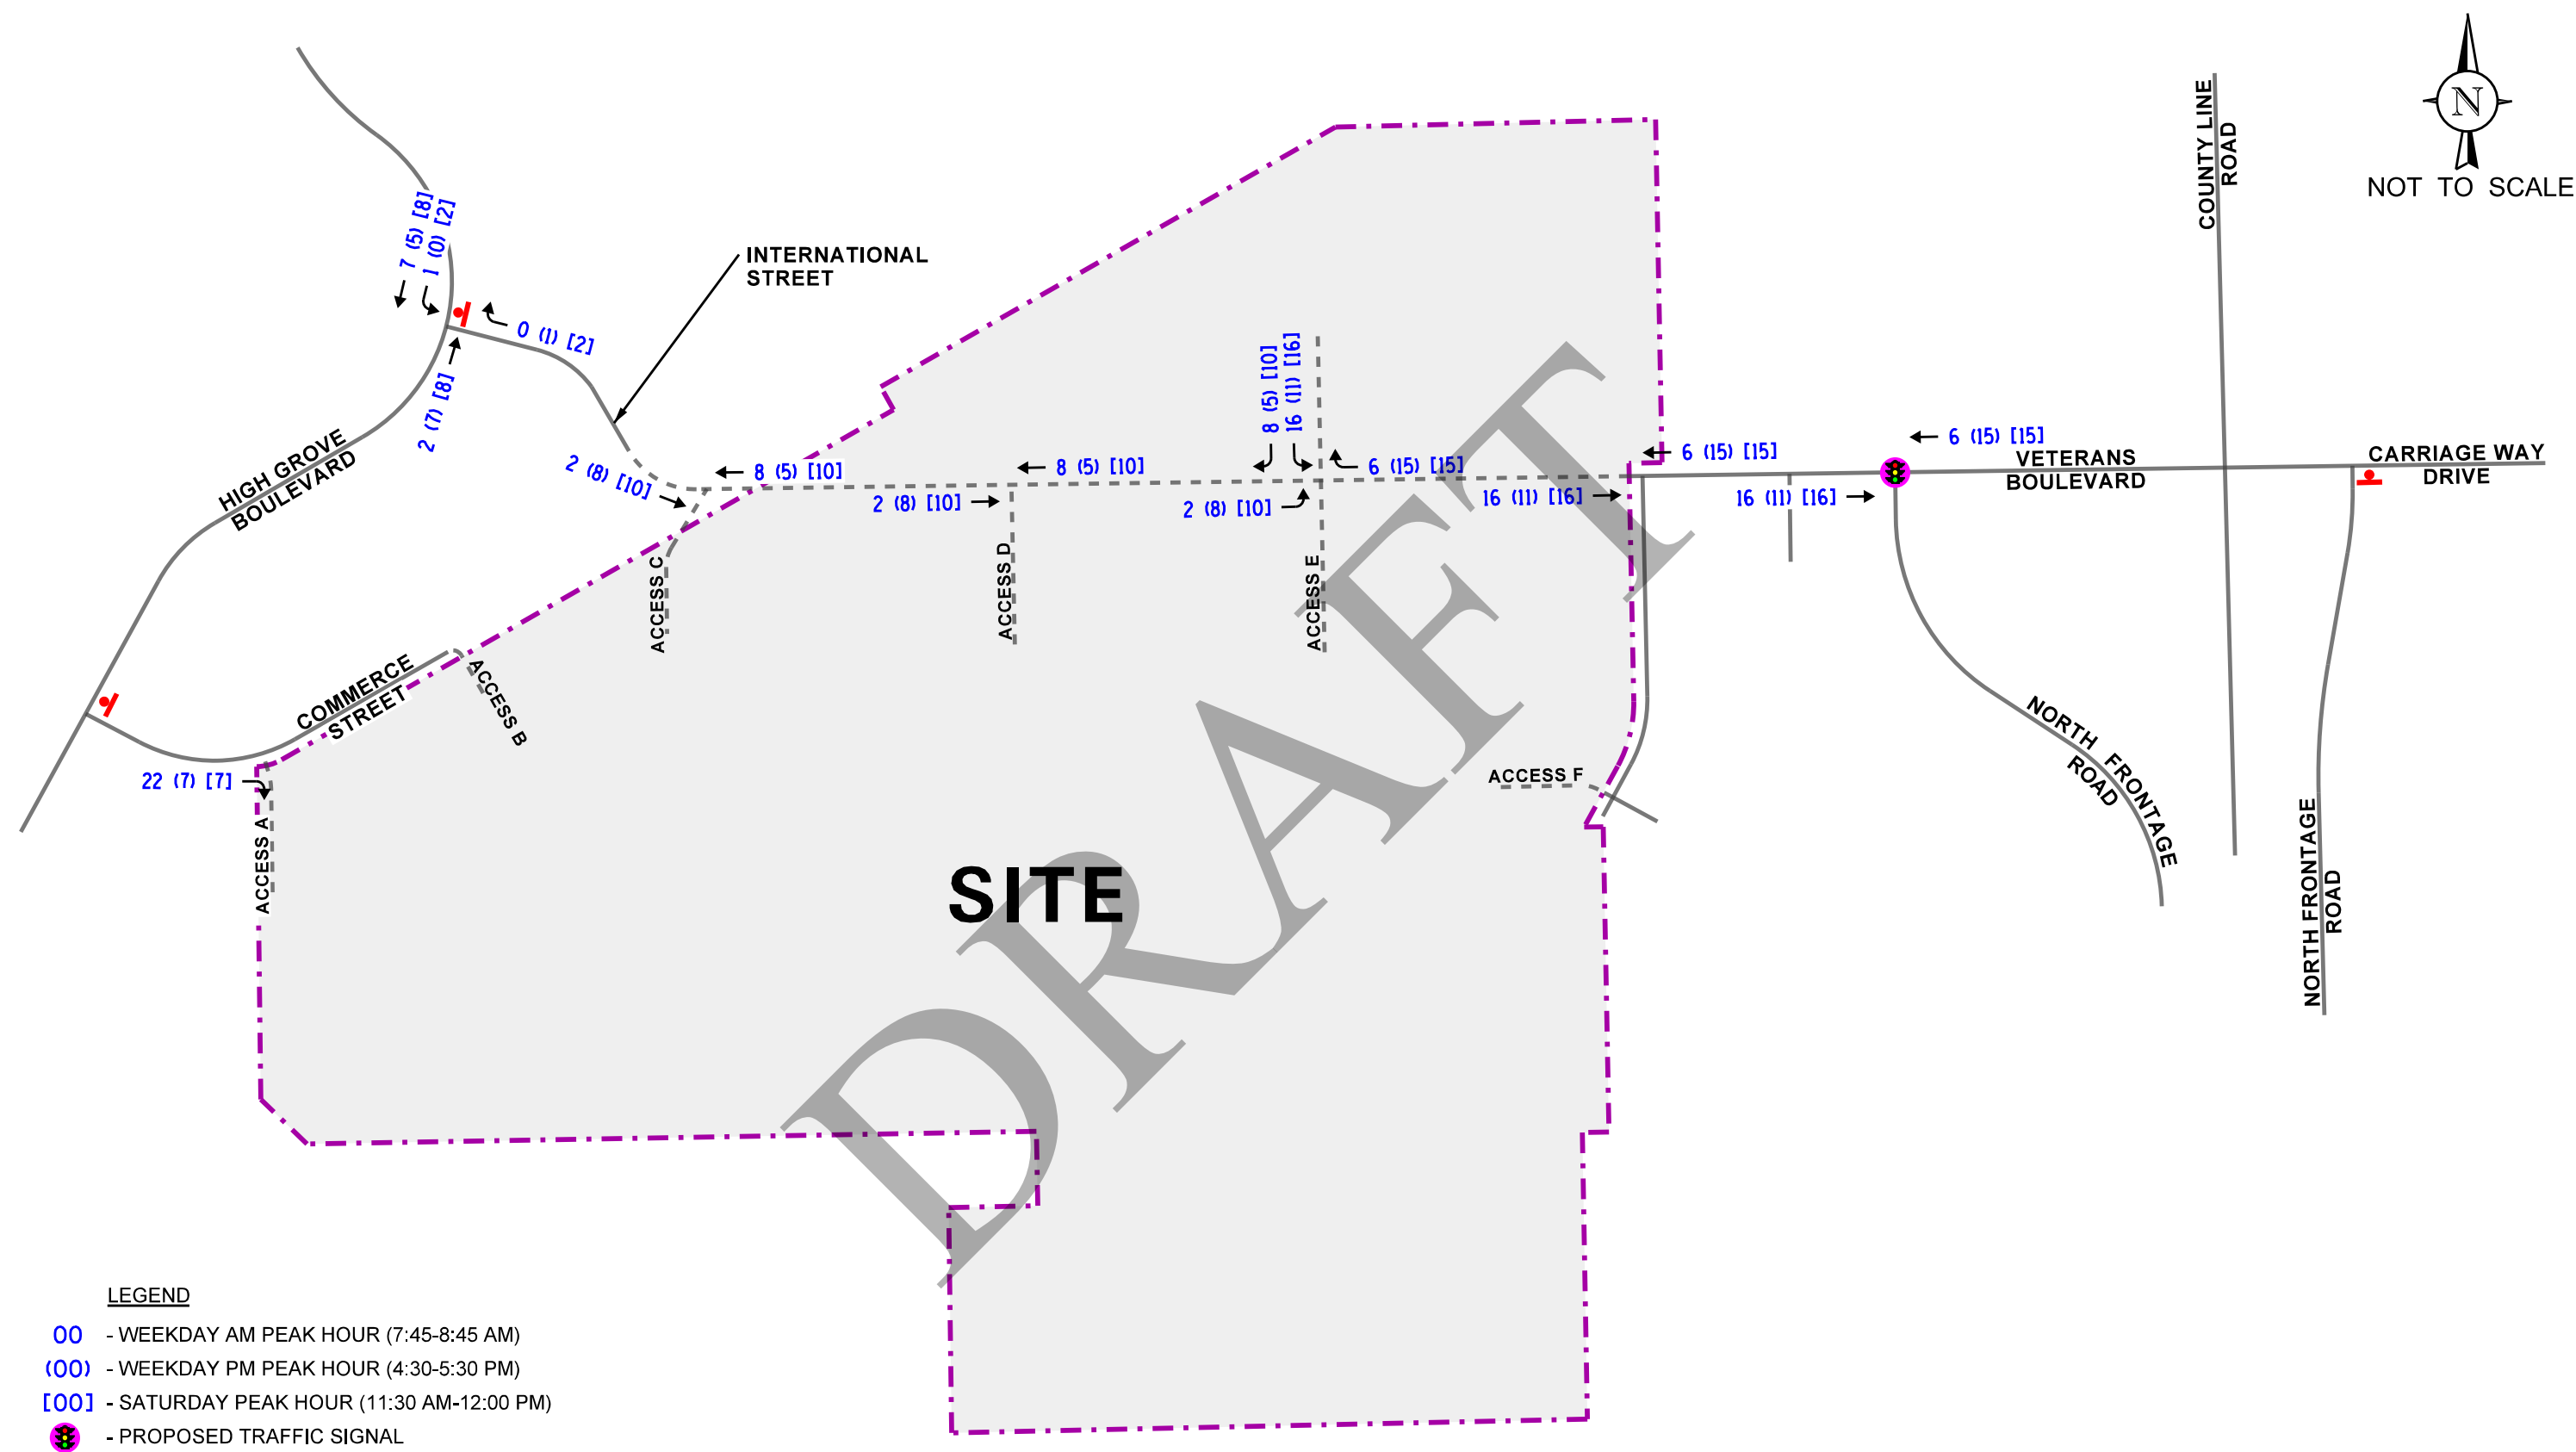 N
NOT TO SCALE
COUNTY LINE
ROAD
7 (5) [8]
1 (0) [2]
INTERNATIONAL
STREET
0 (1) [2]
2 (7) [8]
HIGH GROVE
BOULEVARD
2 (8) [10]
8 (5) [10]
8 (5) [10]
2 (8) [10]
8 (5) [10]
16 (11) [16]
6 (15) [15]
2 (8) [10]
16 (11) [16]
6 (15) [15]
6 (15) [15]
16 (11) [16]
VETERANS
BOULEVARD
CARRIAGE WAY
DRIVE
ACCESS C
ACCESS D
ACCESS E
COMMERCE
STREET
ACCESS B
22 (7) [7]
ACCESS A
ACCESS F
NORTH FRONTAGE
ROAD
NORTH FRONTAGE
ROAD
SITE
DRAFT
LEGEND
00 - WEEKDAY AM PEAK HOUR (7:45-8:45 AM)
(00) - WEEKDAY PM PEAK HOUR (4:30-5:30 PM)
[00] - SATURDAY PEAK HOUR (11:30 AM-12:00 PM)
- PROPOSED TRAFFIC SIGNAL